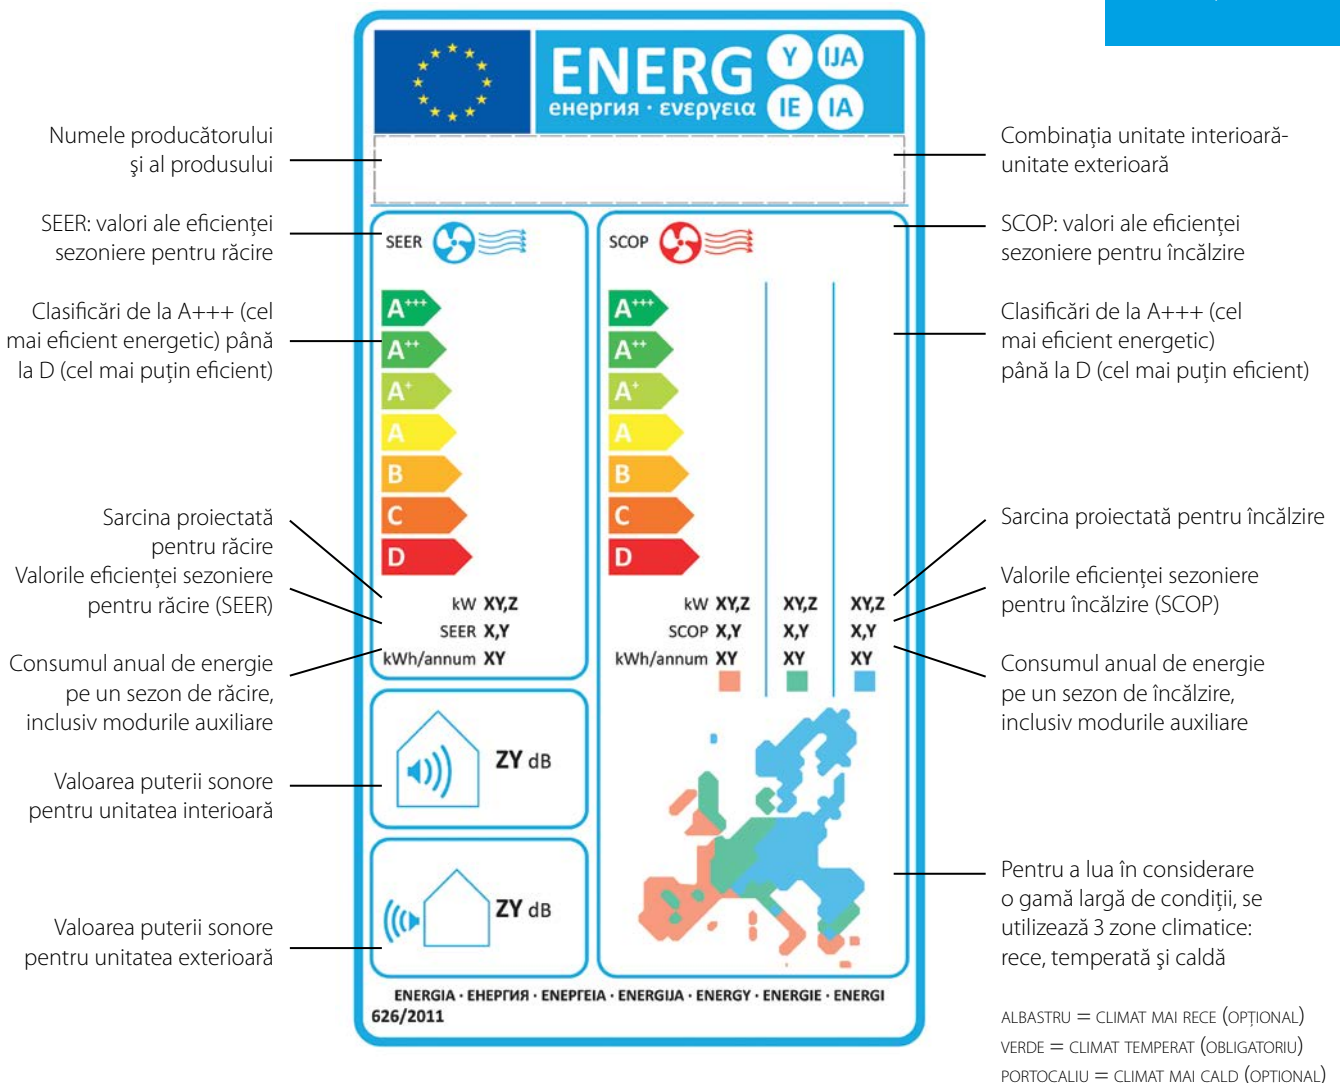 ENERG
енергия · ενεργεια
Y IJA
IE IA
Numele producătorului
şi al produsului
SEER: valori ale eficienţei
sezoniere pentru răcire
Clasificări de la A+++ (cel
mai eficient energetic) până
la D (cel mai puţin eficient)
Sarcina proiectată
pentru răcire
Valorile eficienţei sezoniere
pentru răcire (SEER)
Consumul anual de energie
pe un sezon de răcire,
inclusiv modurile auxiliare
Valoarea puterii sonore
pentru unitatea interioară
Valoarea puterii sonore
pentru unitatea exterioară
SEER
A+++
A++
A+
A
B
C
D
kW XY,Z
SEER X,Y
kWh/annum XY
ZY dB
ZY dB
SCOP
A+++
A++
A+
A
B
C
D
kW XY,Z XY,Z XY,Z
SCOP X,Y X,Y X,Y
kWh/annum XY XY XY
ENERGIA · ЕНЕРГИЯ · ΕΝΕΡΓΕΙΑ · ENERGIJA · ENERGY · ENERGIE · ENERGI
626/2011
Combinaţia unitate interioară-
unitate exterioară
SCOP: valori ale eficienţei
sezoniere pentru încălzire
Clasificări de la A+++ (cel
mai eficient energetic)
până la D (cel mai puţin eficient)
Sarcina proiectată pentru încălzire
Valorile eficienţei sezoniere
pentru încălzire (SCOP)
Consumul anual de energie
pe un sezon de încălzire,
inclusiv modurile auxiliare
Pentru a lua în considerare
o gamă largă de condiţii, se
utilizează 3 zone climatice:
rece, temperată şi caldă
ALBASTRU = CLIMAT MAI RECE (OPŢIONAL)
VERDE = CLIMAT TEMPERAT (OBLIGATORIU)
PORTOCALIU = CLIMAT MAI CALD (OPTIONAL)